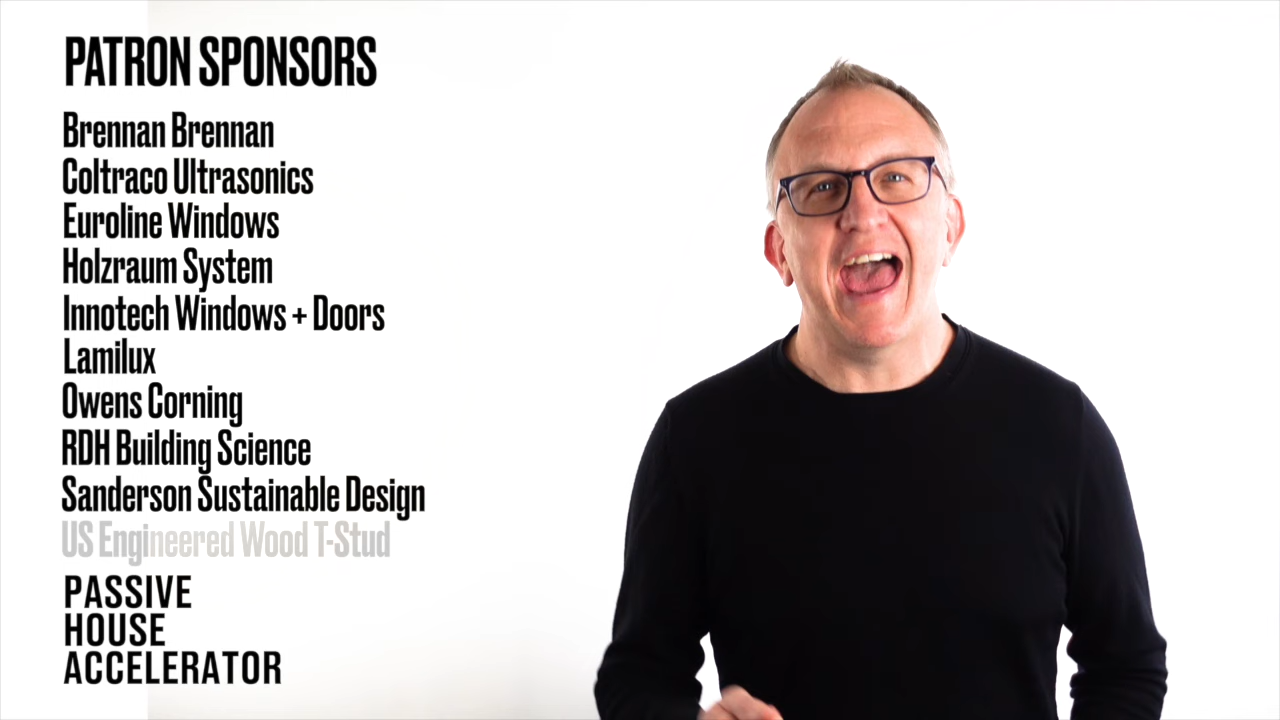 PATRON SPONSORS
Brennan Brennan
Coltraco Ultrasonics
Euroline Windows
Holzraum System
Innotech Windows + Doors
Lamilux
Owens Corning
RDH Building Science
Sanderson Sustainable Design
US Engineered Wood T-Stud
PASSIVE
HOUSE
ACCELERATOR